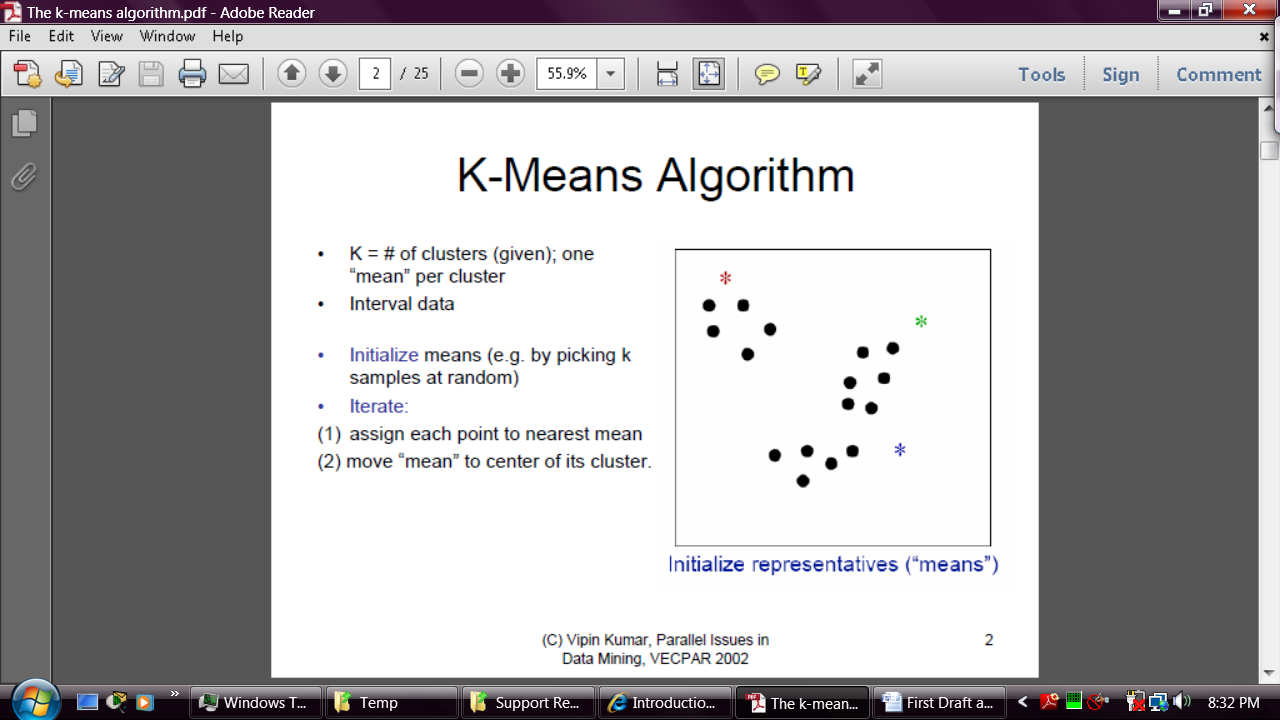 The k-means algorithm.pdf - Adobe Reader
File Edit View Window Help
2 / 25 55.9% Tools Sign Comment
K-Means Algorithm
• K = # of clusters (given); one
“mean” per cluster
• Interval data
• Initialize means (e.g. by picking k
samples at random)
• Iterate:
(1) assign each point to nearest mean
(2) move “mean” to center of its cluster.
Initialize representatives (“means”)
(C) Vipin Kumar, Parallel Issues in
Data Mining, VECPAR 2002
2
» Windows T... Temp Support Re... Introductio... The k-mean... First Draft a... < 8:32 PM